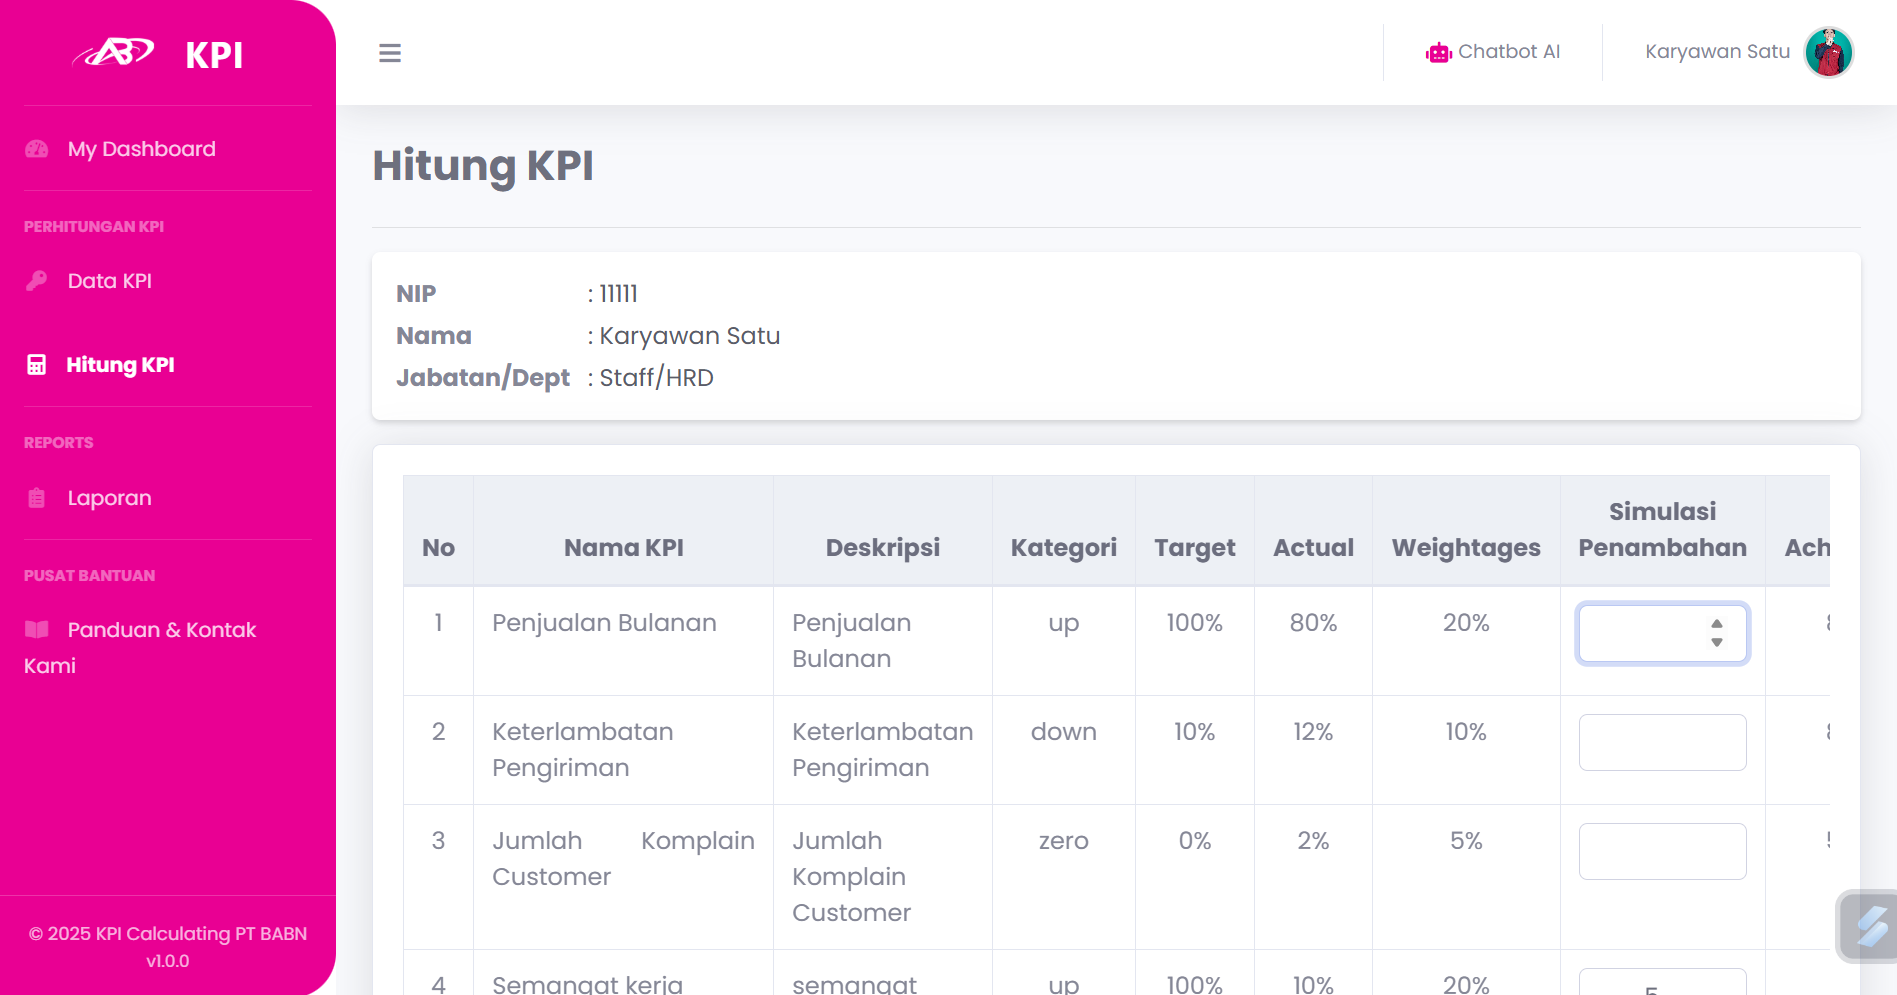 AB KPI
Chatbot AI
Karyawan Satu
My Dashboard
PERHITUNGAN KPI
Data KPI
Hitung KPI
REPORTS
Laporan
PUSAT BANTUAN
Panduan & Kontak
Kami
© 2025 KPI Calculating PT BABN
v1.0.0
Hitung KPI
NIP : 11111
Nama : Karyawan Satu
Jabatan/Dept : Staff/HRD
Simulasi
No Nama KPI Deskripsi Kategori Target Actual Weightages Penambahan Ach
1 Penjualan Bulanan Penjualan up 100% 80% 20%
Bulanan
2 Keterlambatan Keterlambatan down 10% 12% 10%
Pengiriman Pengiriman
3 Jumlah Komplain Jumlah zero 0% 2% 5%
Customer Komplain
Customer
4 Semangat kerja semangat up 100% 10% 20% 5